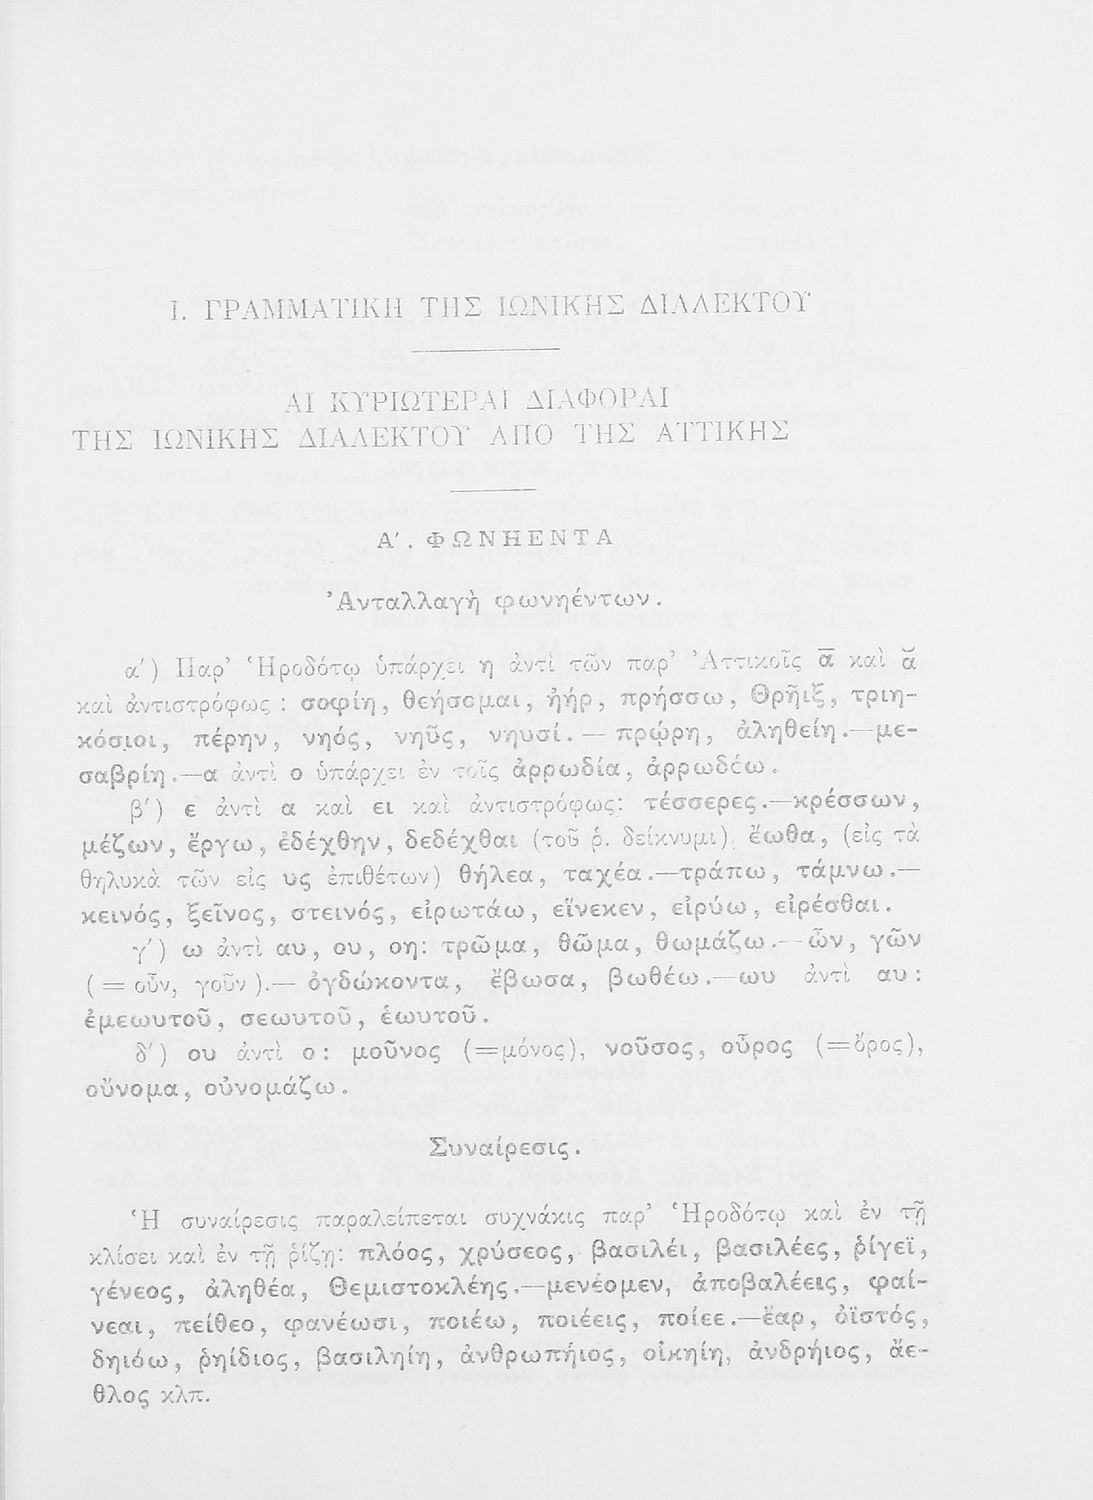 Ι. ΓΡΑΜΜΑΤΙΚΗ ΤΗΣ ΙΩΝΙΚΗΣ ΔΙΑΛΕΚΤΟΥ
ΑΙ ΚΥΡΙΩΤΕΡΑΙ ΔΙΑΦΟΡΑΙ
ΤΗΣ ΙΩΝΙΚΗΣ ΔΙΑΛΕΚΤΟΥ ΑΠΟ ΤΗΣ ΑΤΤΙΚΗΣ
Α'. ΦΩΝΗΕΝΤΑ
Ἀνταλλαγὴ φωνηέντων.
α') Παρ' Ἡροδότῳ ὑπάρχει η ἀντὶ τῶν παρ' Ἀττικοῖς ᾱ καὶ ᾰ
καὶ ἀντιστρόφως : σοφίη, θεήσομαι, ἠήρ, πρήσσω, Θρῆιξ, τριη-
κόσιοι, πέρην, νηός, νηῦς, νηυσί.— πρῴρη, ἀληθείη.—με-
σαβρίη.—α ἀντὶ ο ὑπάρχει ἐν τοῖς ἀρρωδία, ἀρρωδέω.
β') ε ἀντὶ α καὶ ει καὶ ἀντιστρόφως: τέσσερες.—κρέσσων,
μέζων, ἔργω, ἐδέχθην, δεδέχθαι (τοῦ ῥ. δείκνυμι), ἔωθα, (εἰς τὰ
θηλυκὰ τῶν εἰς υς ἐπιθέτων) θήλεα, ταχέα.—τράπω, τάμνω.—
κεινός, ξεῖνος, στεινός, εἰρωτάω, εἵνεκεν, εἰρύω, εἰρέσθαι.
γ') ω ἀντὶ αυ, ου, οη: τρῶμα, θῶμα, θωμάζω.—ὦν, γῶν
(= οὖν, γοῦν).— ὀγδώκοντα, ἔβωσα, βωθέω.—ωυ ἀντὶ αυ:
ἐμεωυτοῦ, σεωυτοῦ, ἑωυτοῦ.
δ') ου ἀντὶ ο: μοῦνος (=μόνος), νοῦσος, οὖρος (=ὄρος),
οὔνομα, οὐνομάζω.
Συναίρεσις.
Ἡ συναίρεσις παραλείπεται συχνάκις παρ' Ἡροδότῳ καὶ ἐν τῇ
κλίσει καὶ ἐν τῇ ῥίζῃ: πλόος, χρύσεος, βασιλέι, βασιλέες, ῥίγεϊ,
γένεος, ἀληθέα, Θεμιστοκλέης.—μενέομεν, ἀποβαλέεις, φαί-
νεαι, πείθεο, φανέωσι, ποιέω, ποιέεις, ποίεε.—ἔαρ, ὀϊστός,
δηιόω, ῥηίδιος, βασιληίη, ἀνθρωπήιος, οἰκηίη, ἀνδρήιος, ἄε-
θλος κλπ.